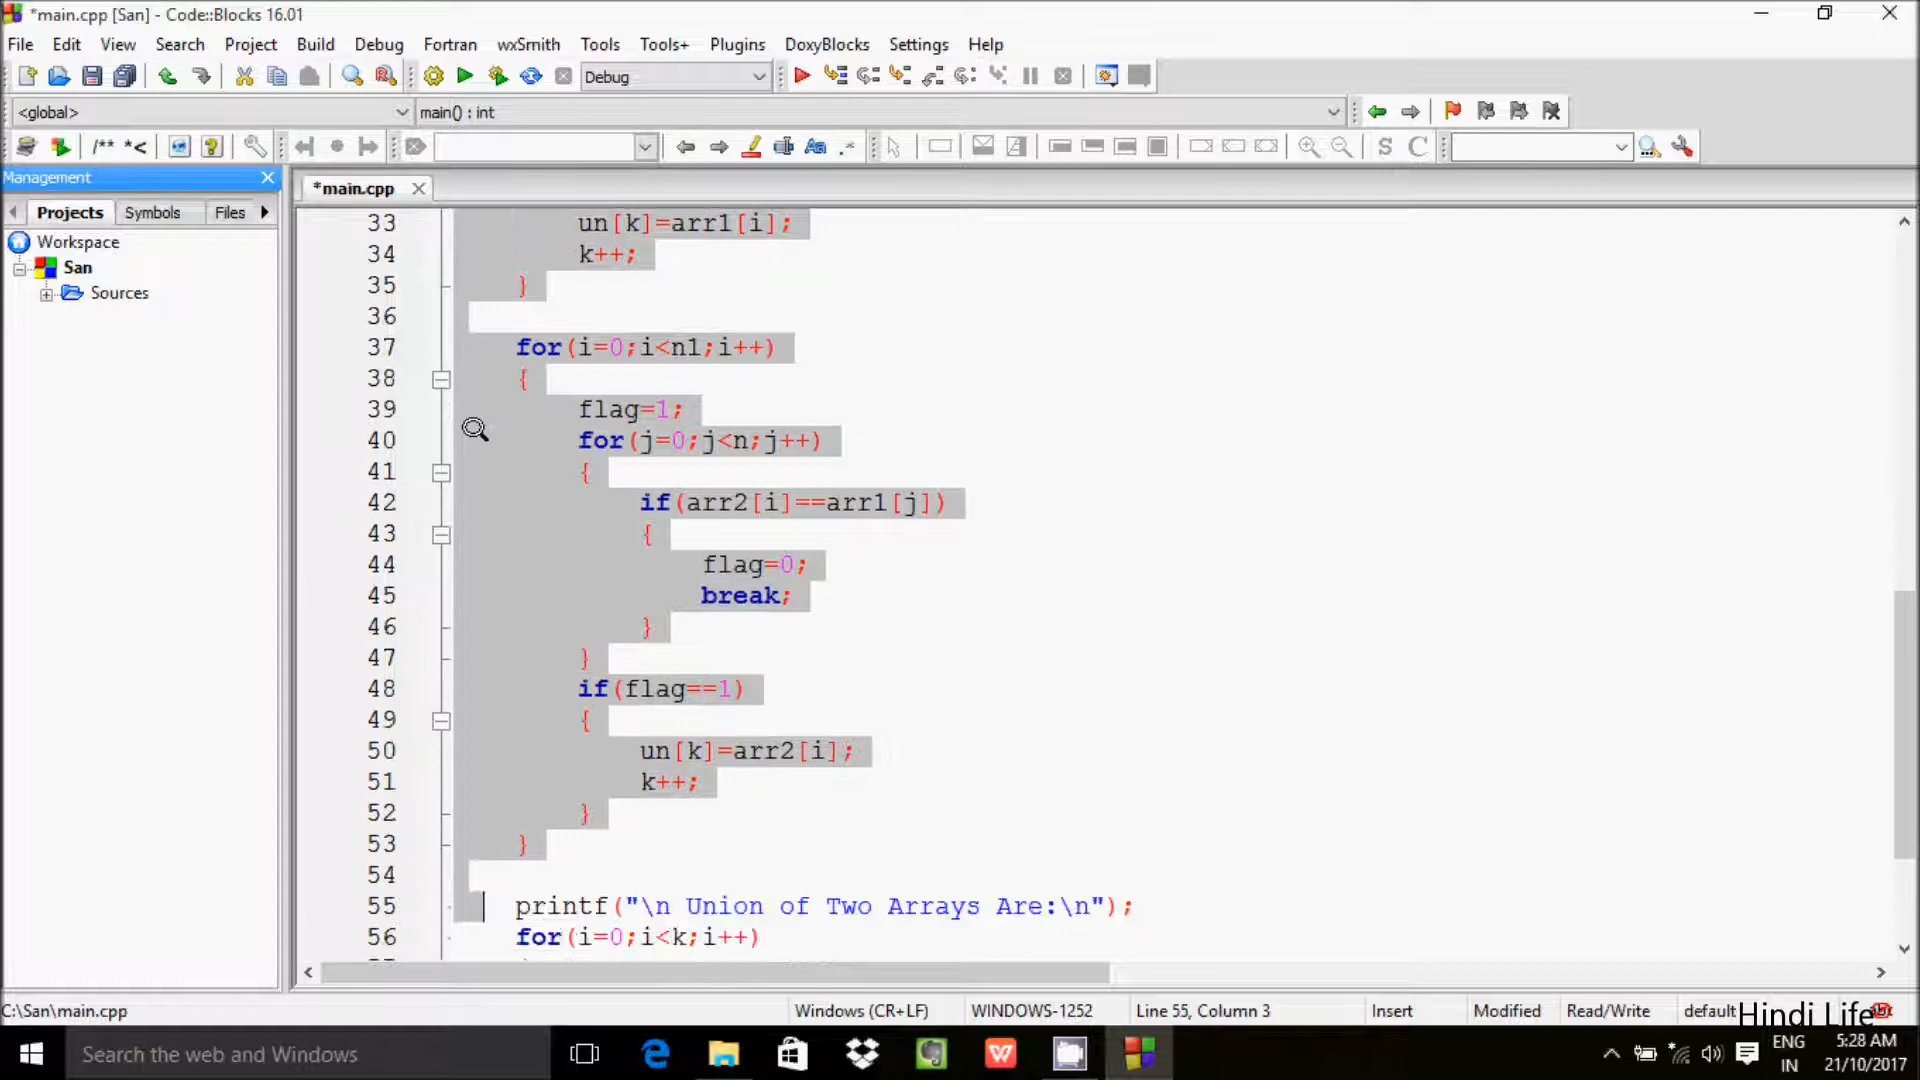 *main.cpp [San] - Code::Blocks 16.01
File Edit View Search Project Build Debug Fortran wxSmith Tools Tools+ Plugins DoxyBlocks Settings Help
Debug
<global> main() : int
/** *<
S C
Management
*main.cpp
Projects Symbols Files
Workspace
San
Sources
33 un[k]=arr1[i];
34 k++;
35 }
36
37 for(i=0;i<n1;i++)
38 {
39 flag=1;
40 for(j=0;j<n;j++)
41 {
42 if(arr2[i]==arr1[j])
43 {
44 flag=0;
45 break;
46 }
47 }
48 if(flag==1)
49 {
50 un[k]=arr2[i];
51 k++;
52 }
53 }
54
55 printf("\n Union of Two Arrays Are:\n");
56 for(i=0;i<k;i++)
C:\San\main.cpp Windows (CR+LF) WINDOWS-1252 Line 55, Column 3 Insert Modified Read/Write default
Hindi Life
Search the web and Windows
ENG
IN
5:28 AM
21/10/2017